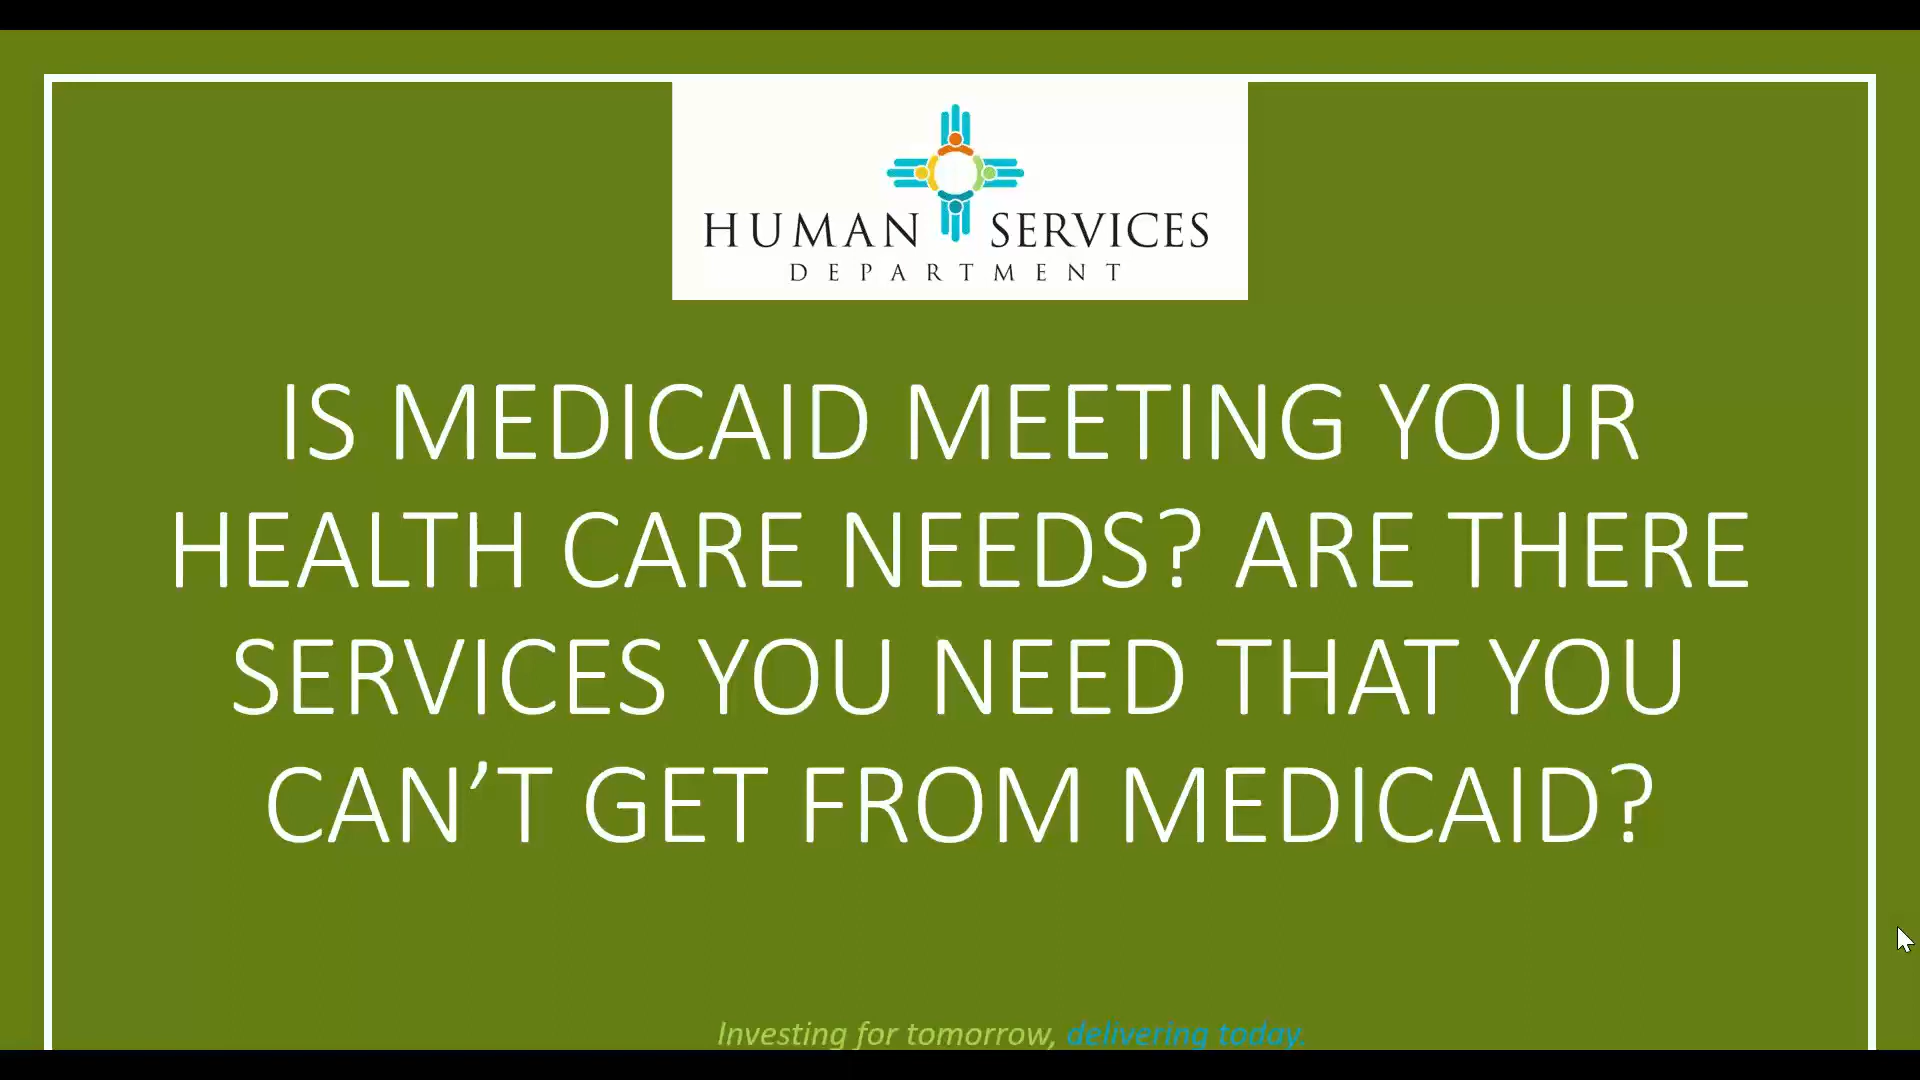 HUMAN SERVICES
DEPARTMENT
IS MEDICAID MEETING YOUR
HEALTH CARE NEEDS? ARE THERE
SERVICES YOU NEED THAT YOU
CAN’T GET FROM MEDICAID?
Investing for tomorrow, delivering today.